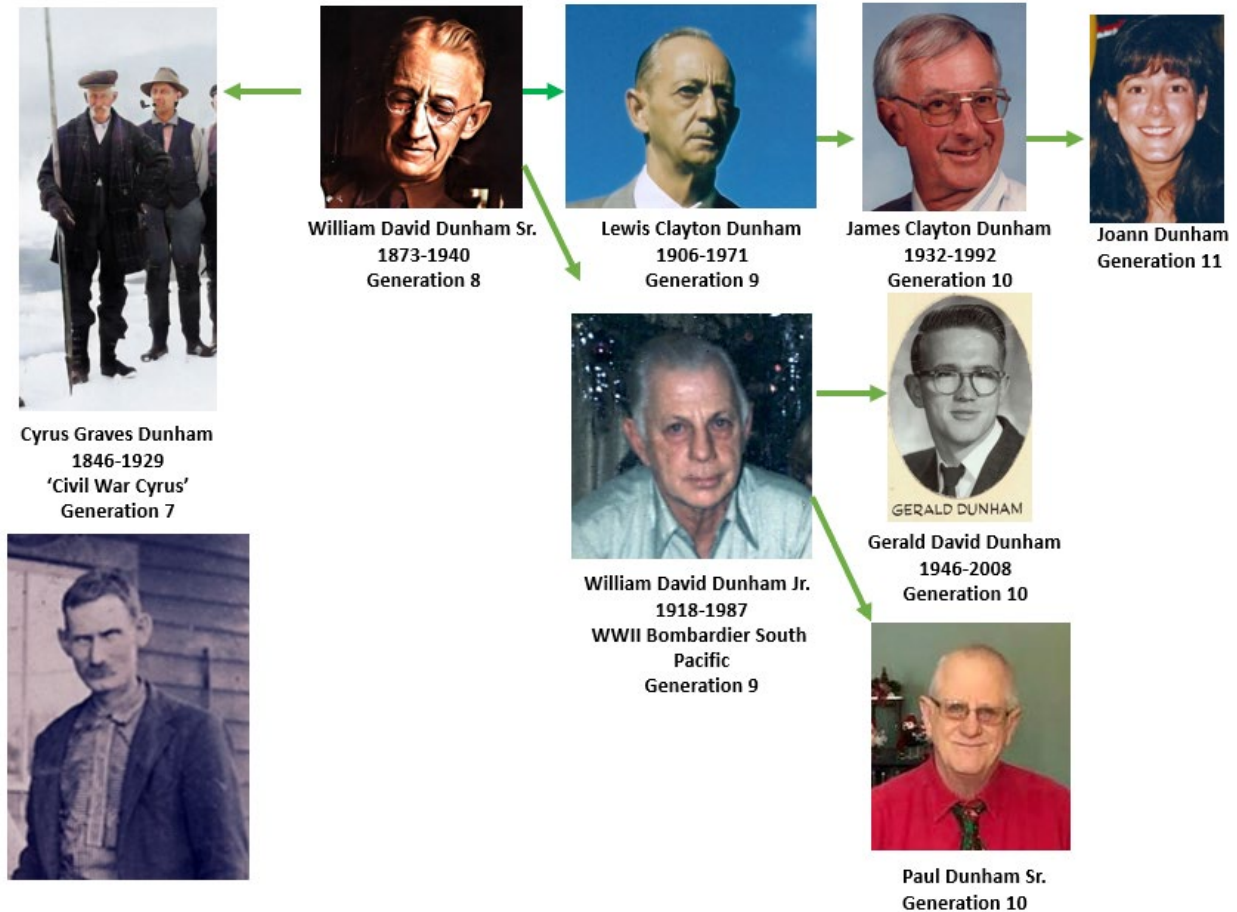 William David Dunham Sr.
1873-1940
Generation 8
Lewis Clayton Dunham
1906-1971
Generation 9
James Clayton Dunham
1932-1992
Generation 10
Joann Dunham
Generation 11
Cyrus Graves Dunham
1846-1929
‘Civil War Cyrus’
Generation 7
GERALD DUNHAM
Gerald David Dunham
1946-2008
Generation 10
William David Dunham Jr.
1918-1987
WWII Bombardier South
Pacific
Generation 9
Paul Dunham Sr.
Generation 10